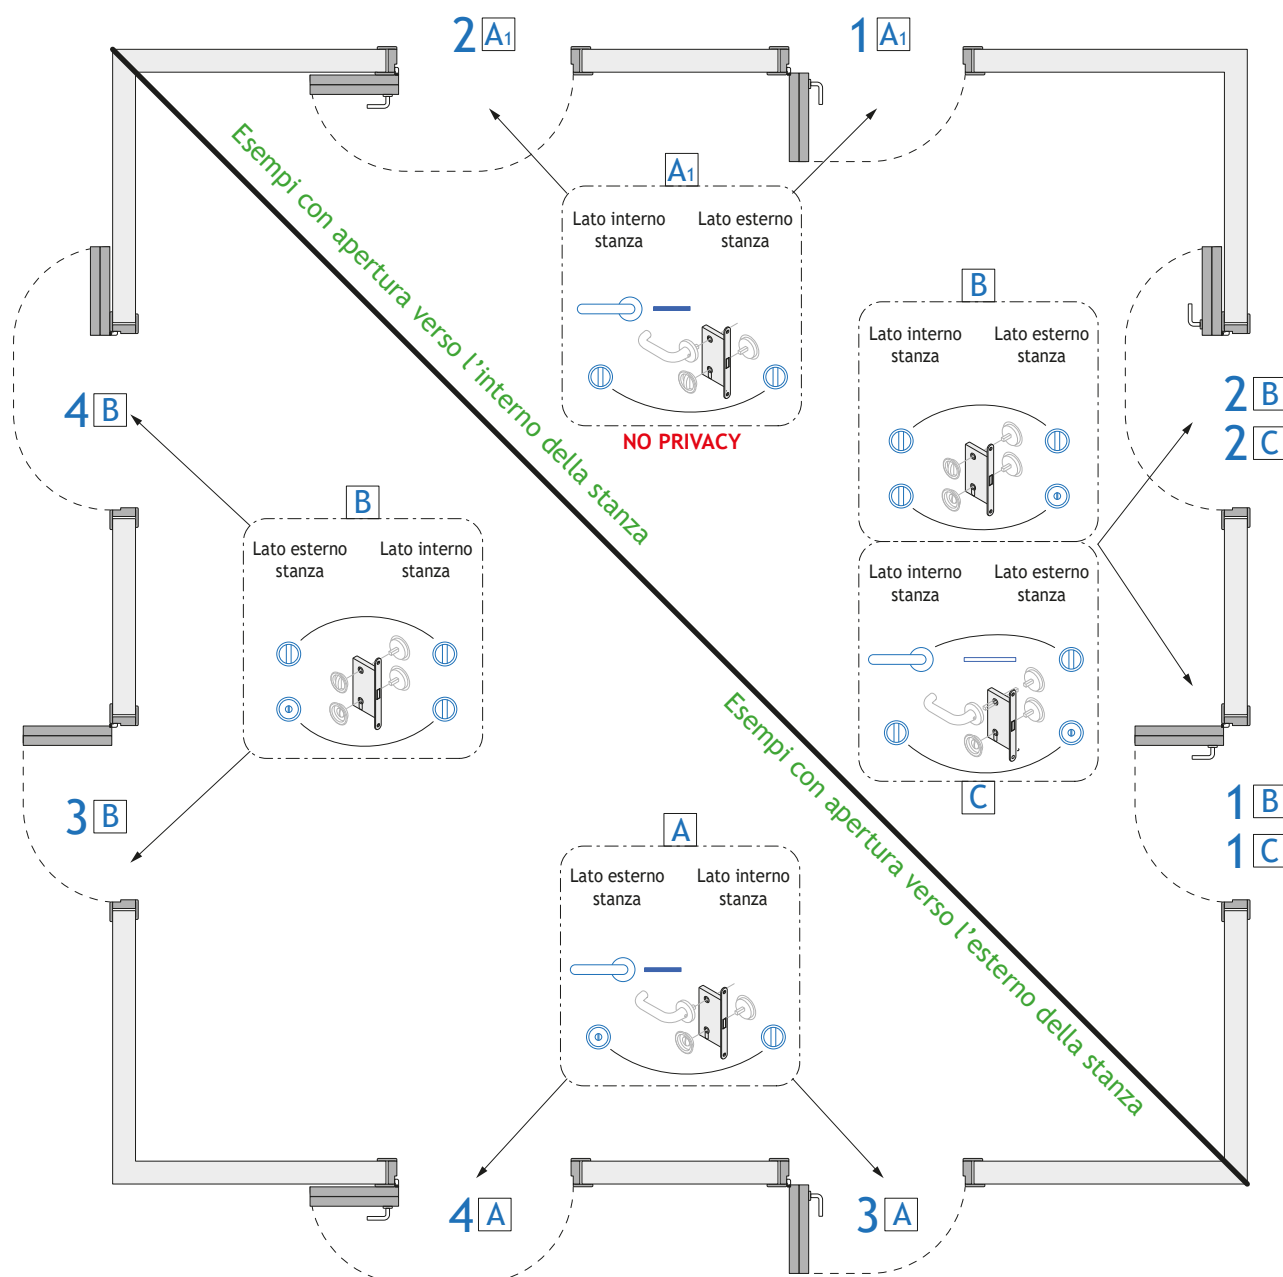 2 A1
1 A1
Esempi con apertura verso l'interno della stanza
A1
Lato interno
stanza
Lato esterno
stanza
NO PRIVACY
B
Lato interno
stanza
Lato esterno
stanza
2 B
2 C
4 B
B
Lato esterno
stanza
Lato interno
stanza
Lato interno
stanza
Lato esterno
stanza
C
Esempi con apertura verso l'esterno della stanza
3 B
1 B
1 C
A
Lato esterno
stanza
Lato interno
stanza
4 A
3 A